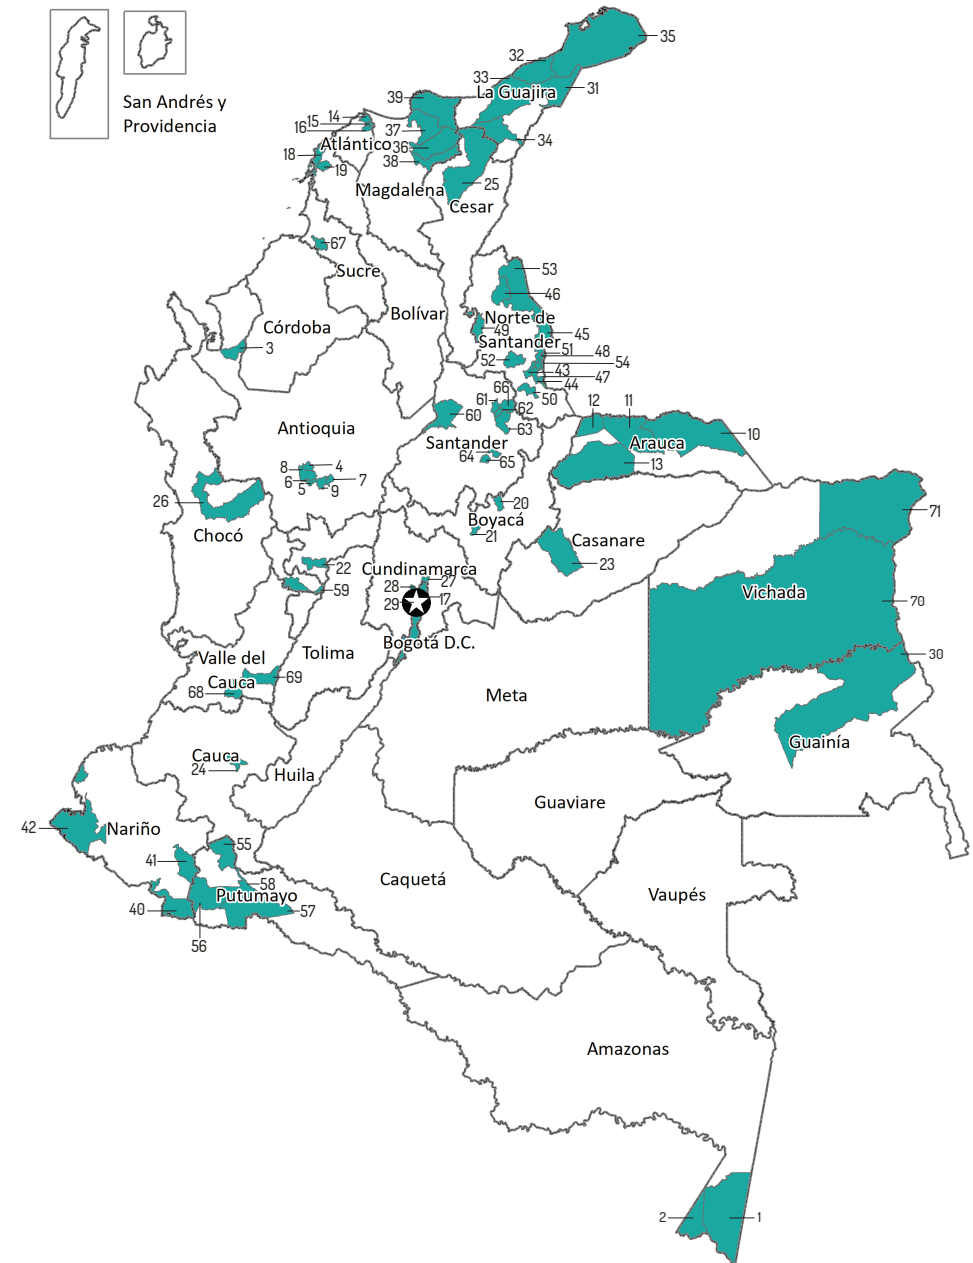 35
32
33
La Guajira
31
39
San Andrés y
Providencia
14
15
16
37
Atlántico
36
34
18
38
19
25
Magdalena
Cesar
67
53
Sucre
46
Bolívar
Norte de
Córdoba
49
45
Santander
3
51
48
52
54
43
47
44
66
50
61
12
11
62
60
Antioquia
63
10
Santander
Arauca
64
65
13
8
4
6
7
5
9
26
20
71
Boyacá
Chocó
21
Casanare
22
23
Cundinamarca
27
28
59
Vichada
17
29
70
Bogotá D.C.
Tolima
30
Valle del
Cauca
69
68
Meta
Guainía
Cauca
24
Huila
Guaviare
42
Nariño
55
41
Caquetá
58
Putumayo
Vaupés
40
57
56
Amazonas
2
1